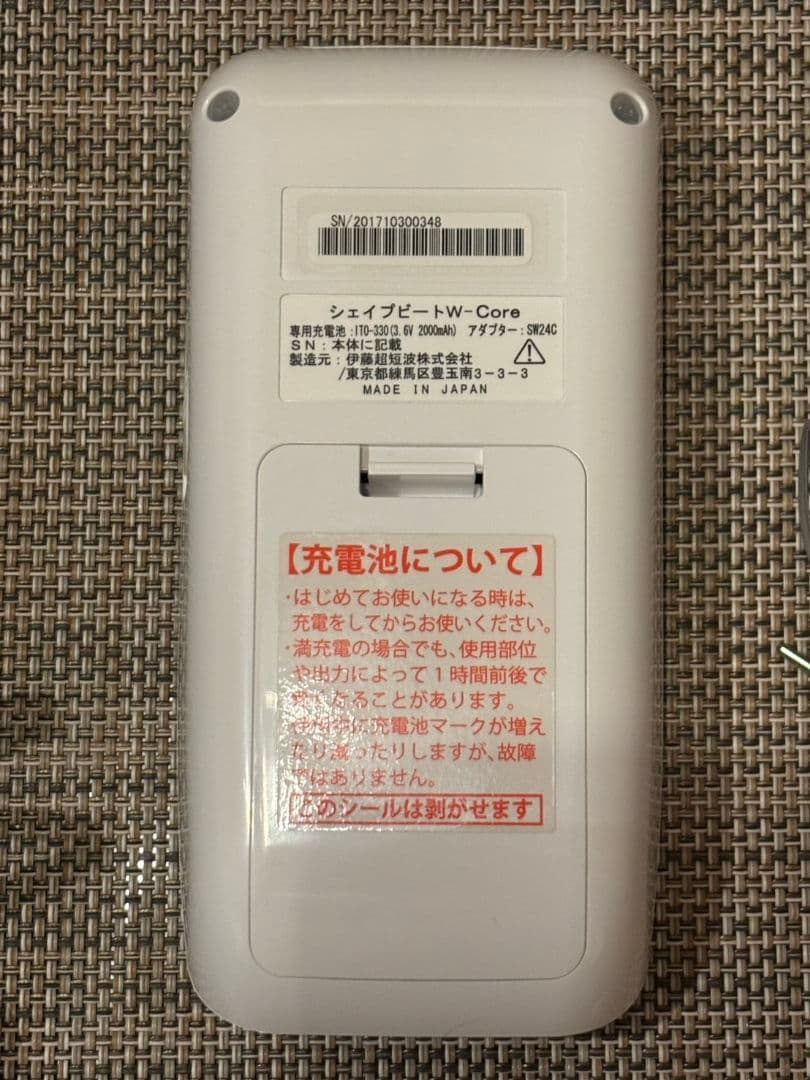 SN/201710300348
シェイプビートW-Core
専用充電池:ITO-330(3.6V 2000mAh) アダプター:SW24C
SN:本体に記載
製造元:伊藤超短波株式会社
/東京都練馬区豊玉南3-3-3
MADE IN JAPAN
【充電池について】
・はじめてお使いになる時は、
充電をしてからお使いください。
・満充電の場合でも、使用部位
や出力によって1時間前後で
なることがあります。
充電池マークが増え
たり減ったりしますが、故障
ではありません。
このシールは剥がせます